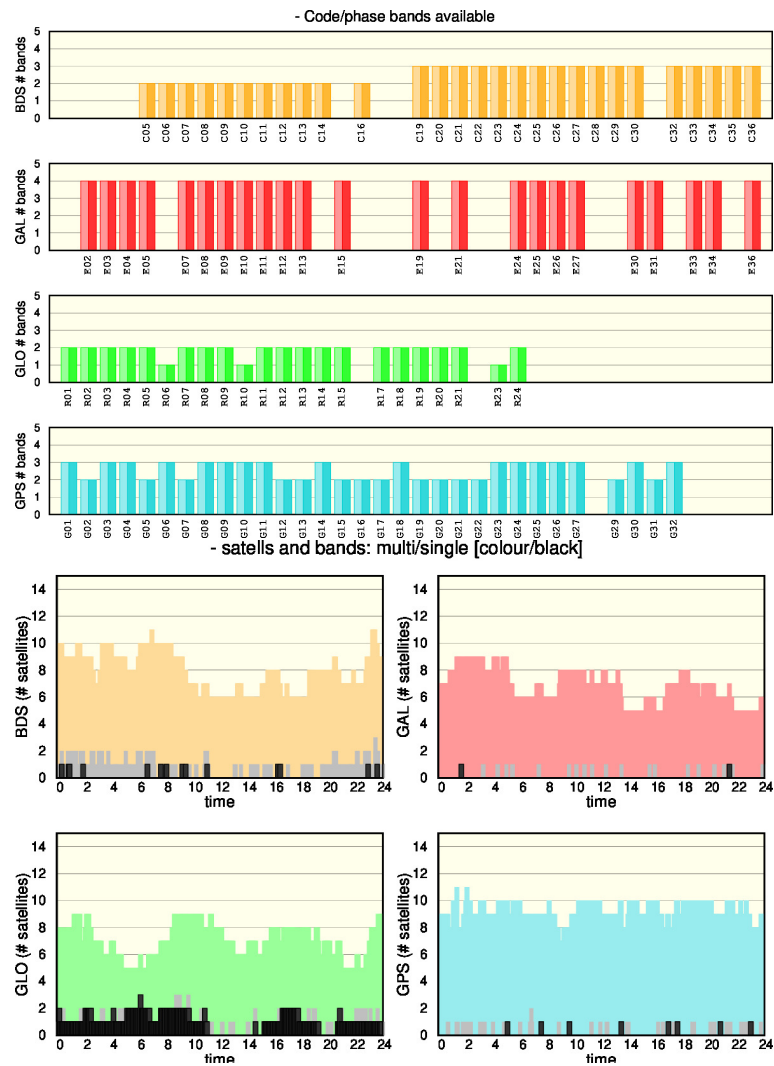 - Code/phase bands available
BDS # bands
5
4
3
2
1
0
C05 C06 C07 C08 C09 C10 C11 C12 C13 C14 C16 C19 C20 C21 C22 C23 C24 C25 C26 C27 C28 C29 C30 C32 C33 C34 C35 C36
GAL # bands
5
4
3
2
1
0
E02 E03 E04 E05 E07 E08 E09 E10 E11 E12 E13 E15 E19 E21 E24 E25 E26 E27 E30 E31 E33 E34 E36
GLO # bands
5
4
3
2
1
0
R01 R02 R03 R04 R05 R06 R07 R08 R09 R10 R11 R12 R13 R14 R15 R17 R18 R19 R20 R21 R23 R24
GPS # bands
5
4
3
2
1
0
G01 G02 G03 G04 G05 G06 G07 G08 G09 G10 G11 G12 G13 G14 G15 G16 G17 G18 G19 G20 G21 G22 G23 G24 G25 G26 G27 G29 G30 G31 G32
- satells and bands: multi/single [colour/black]
BDS (# satellites)
14
12
10
8
6
4
2
0
0 2 4 6 8 10 12 14 16 18 20 22 24
time
GAL (# satellites)
14
12
10
8
6
4
2
0
0 2 4 6 8 10 12 14 16 18 20 22 24
time
GLO (# satellites)
14
12
10
8
6
4
2
0
0 2 4 6 8 10 12 14 16 18 20 22 24
time
GPS (# satellites)
14
12
10
8
6
4
2
0
0 2 4 6 8 10 12 14 16 18 20 22 24
time